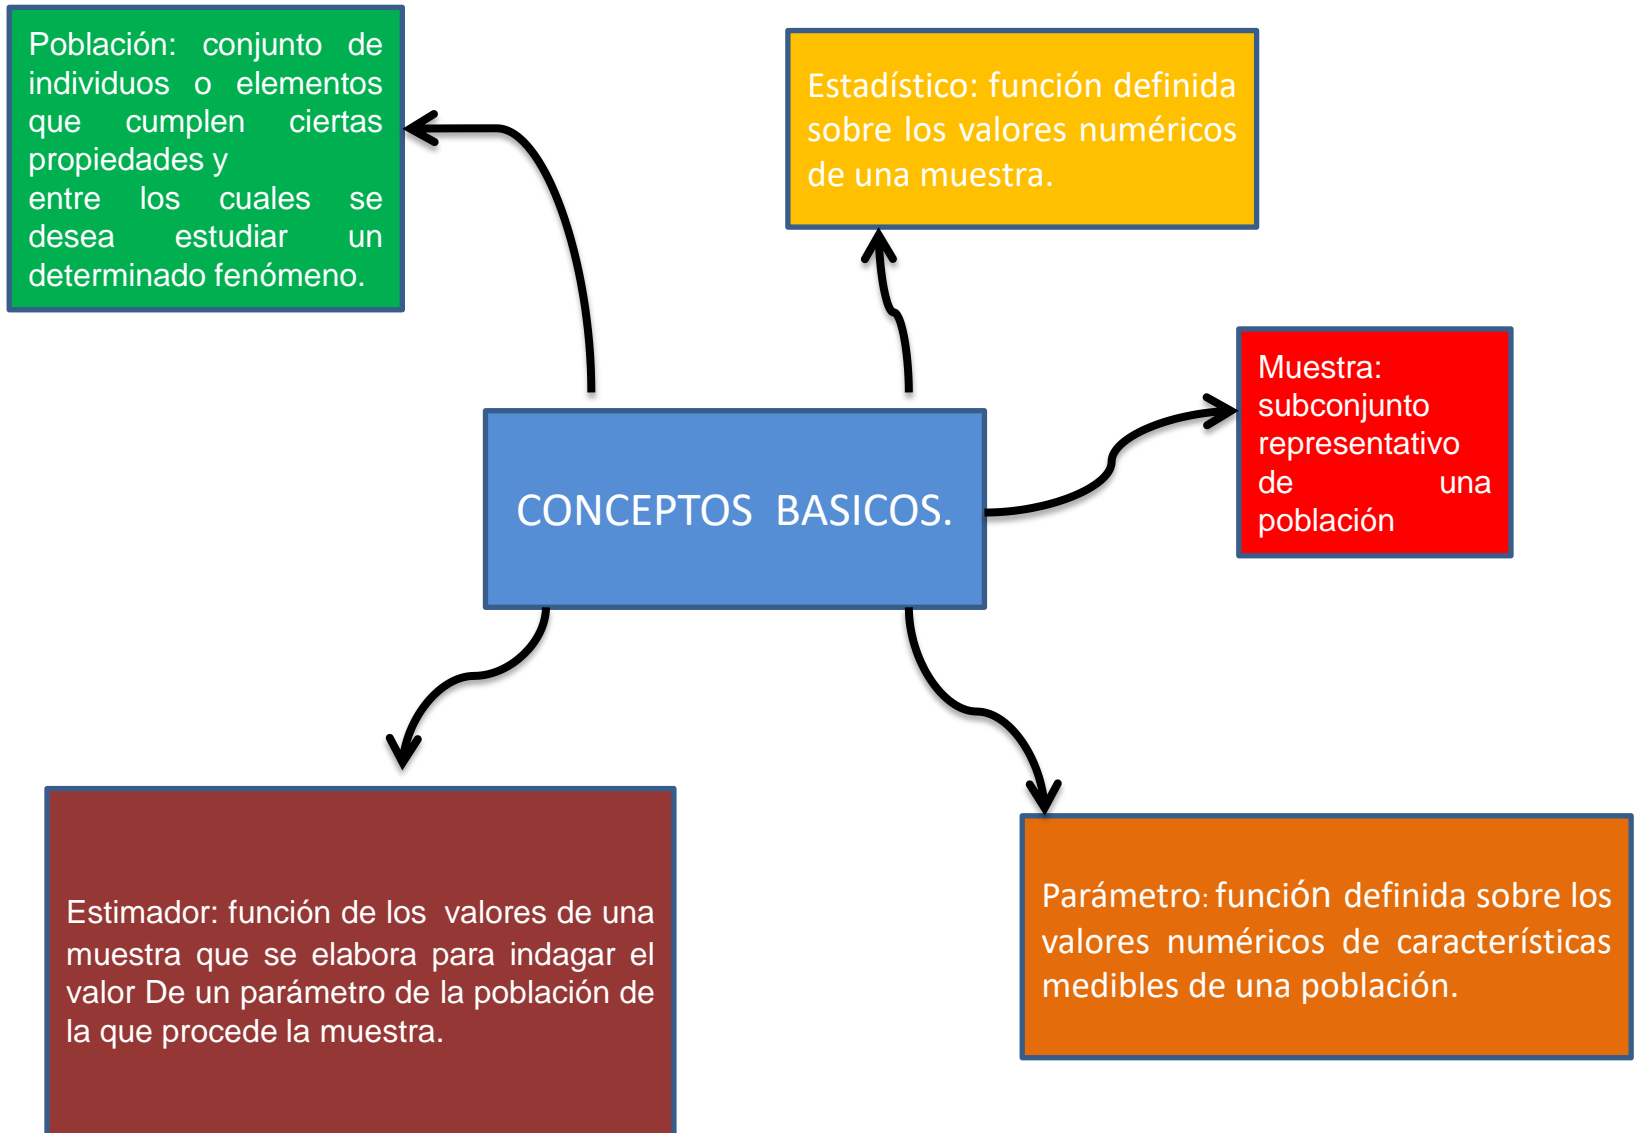 Población: conjunto de
individuos o elementos
que cumplen ciertas
propiedades y
entre los cuales se
desea estudiar un
determinado fenómeno.
Estadístico: función definida
sobre los valores numéricos
de una muestra.
Muestra:
subconjunto
representativo
de una
población
CONCEPTOS BASICOS.
Estimador: función de los valores de una
muestra que se elabora para indagar el
valor De un parámetro de la población de
la que procede la muestra.
Parámetro: función definida sobre los
valores numéricos de características
medibles de una población.